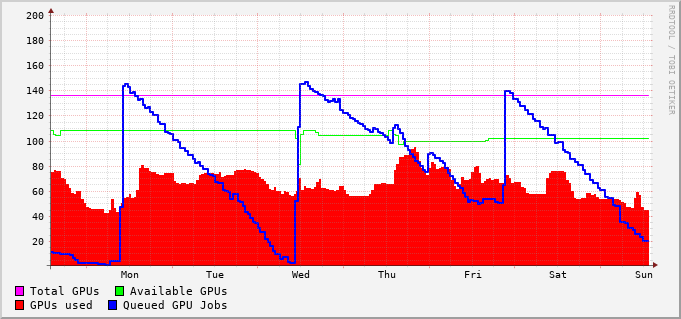 200
180
160
140
120
100
80
60
40
20
Mon Tue Wed Thu Fri Sat Sun
Total GPUs Available GPUs
GPUs used Queued GPU Jobs
RRDTOOL / TOBI OETIKER